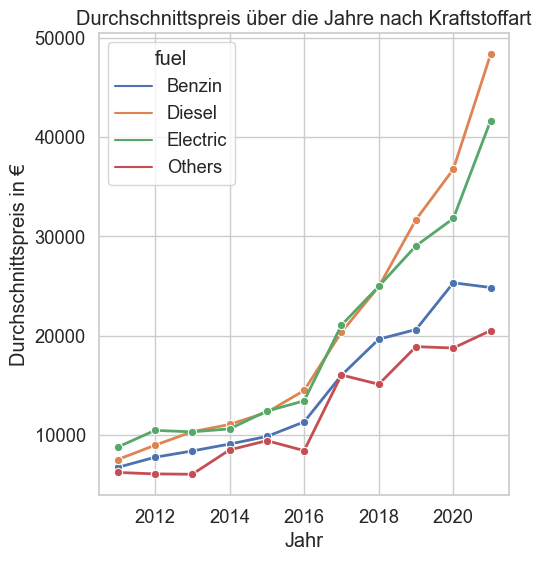 Durchschnittspreis über die Jahre nach Kraftstoffart
fuel
Benzin
Diesel
Electric
Others
Durchschnittspreis in €
50000
40000
30000
20000
10000
2012 2014 2016 2018 2020
Jahr